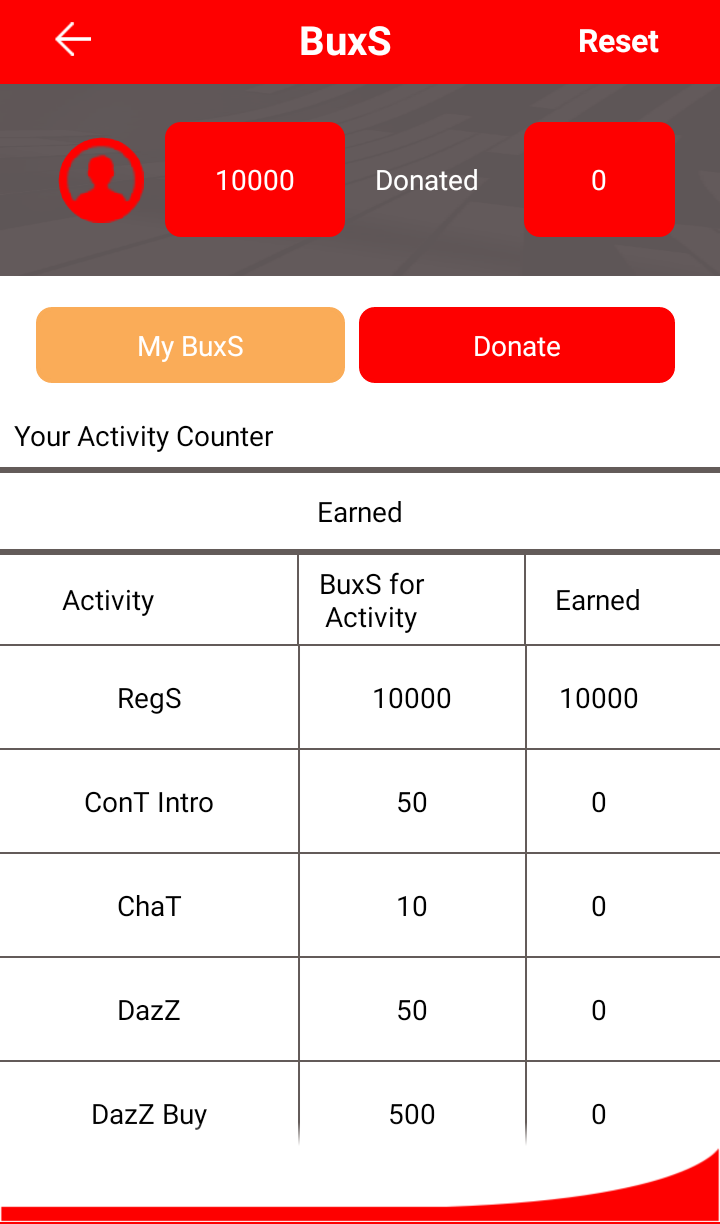 BuxS
Reset
10000
Donated
0
My BuxS
Donate
Your Activity Counter
Earned
Activity
BuxS for
Activity
Earned
RegS
10000
10000
ConT Intro
50
0
ChaT
10
0
DazZ
50
0
DazZ Buy
500
0